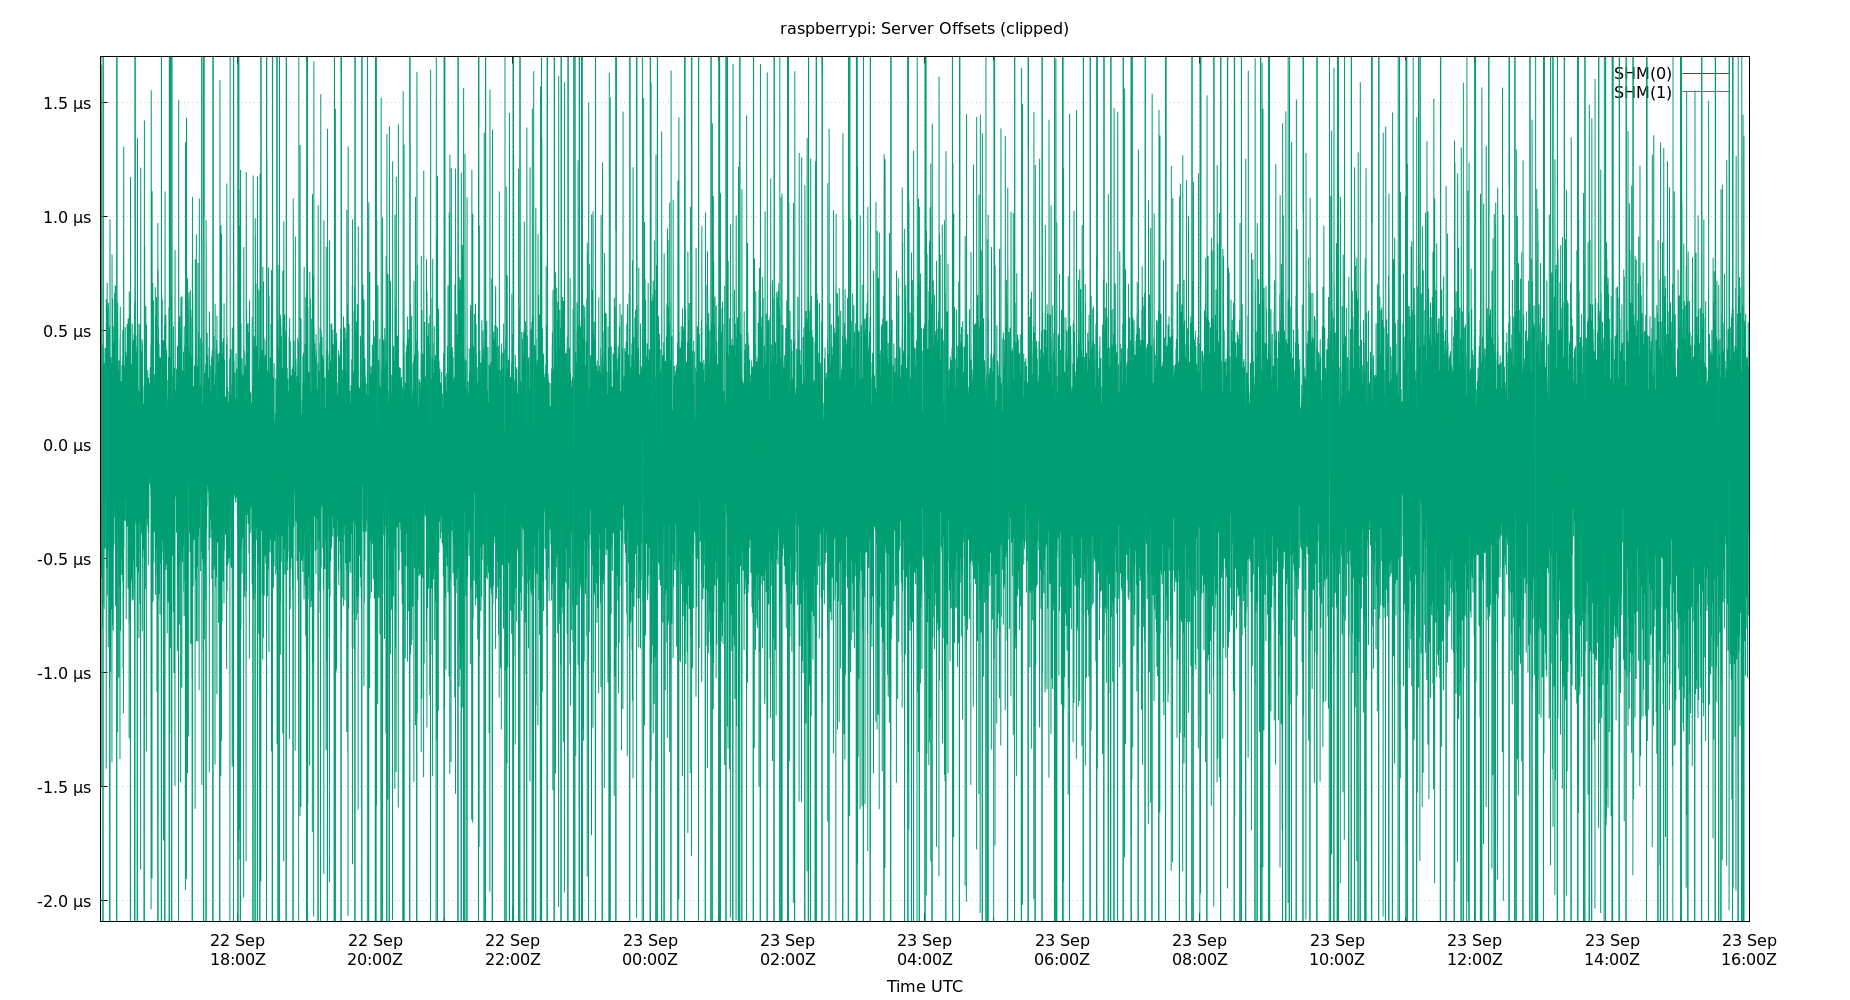 raspberrypi: Server Offsets (clipped)
SHM(0)
SHM(1)
1.5 µs
1.0 µs
0.5 µs
0.0 µs
-0.5 µs
-1.0 µs
-1.5 µs
-2.0 µs
22 Sep 22 Sep 22 Sep 23 Sep 23 Sep 23 Sep 23 Sep 23 Sep 23 Sep 23 Sep 23 Sep 23 Sep
18:00Z 20:00Z 22:00Z 00:00Z 02:00Z 04:00Z 06:00Z 08:00Z 10:00Z 12:00Z 14:00Z 16:00Z
Time UTC